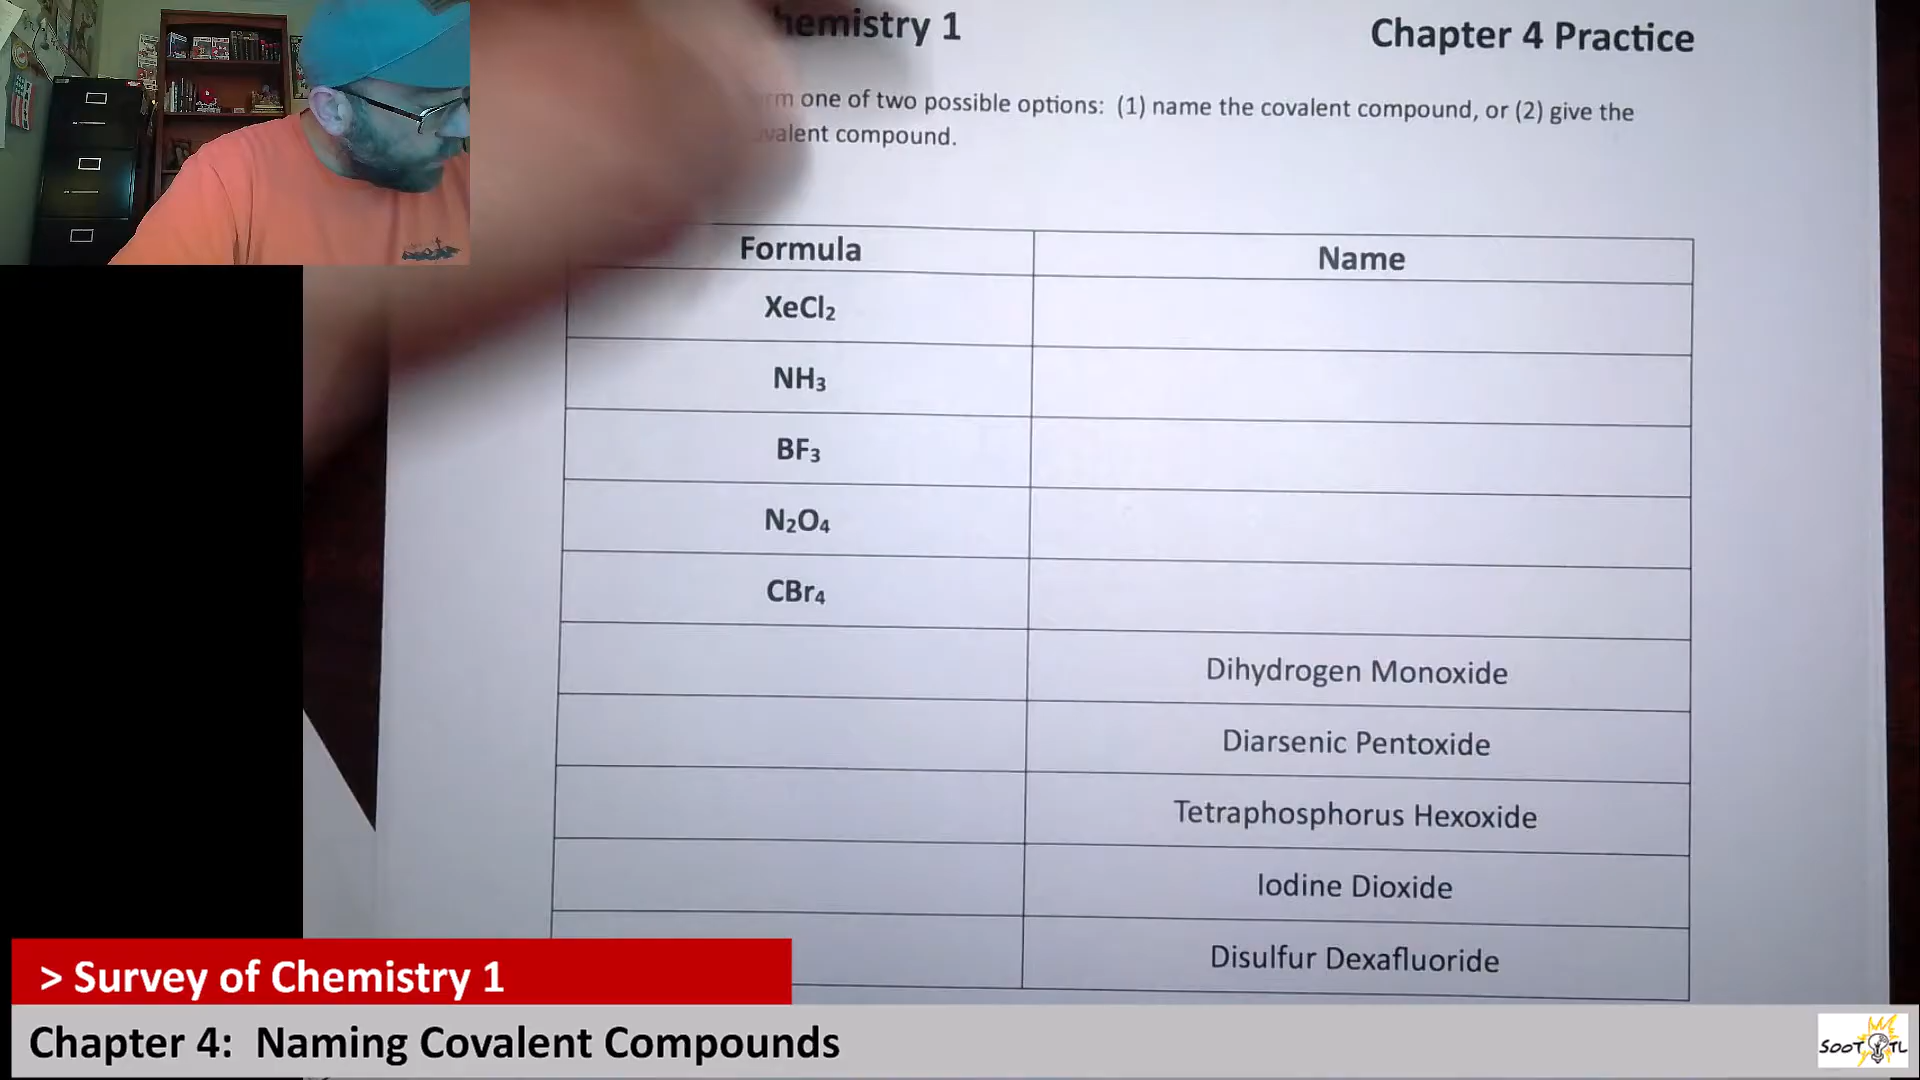 hemistry 1
Chapter 4 Practice
one of two possible options: (1) name the covalent compound, or (2) give the
compound.
Formula Name
XeCl₂
NH₃
BF₃
N₂O₄
CBr₄
Dihydrogen Monoxide
Diarsenic Pentoxide
Tetraphosphorus Hexoxide
Iodine Dioxide
Disulfur Dexafluoride
> Survey of Chemistry 1
Chapter 4: Naming Covalent Compounds
SOOTTL